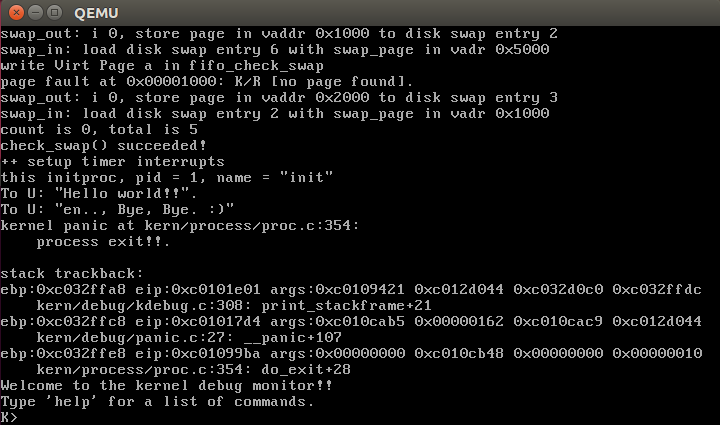 QEMU
swap_out: i 0, store page in vaddr 0x1000 to disk swap entry 2
swap_in: load disk swap entry 6 with swap_page in vadr 0x5000
write Virt Page a in fifo_check_swap
page fault at 0x00001000: K/R [no page found].
swap_out: i 0, store page in vaddr 0x2000 to disk swap entry 3
swap_in: load disk swap entry 2 with swap_page in vadr 0x1000
count is 0, total is 5
check_swap() succeeded!
++ setup timer interrupts
this initproc, pid = 1, name = "init"
To U: "Hello world!!".
To U: "en.., Bye, Bye. :)"
kernel panic at kern/process/proc.c:354:
    process exit!!.

stack trackback:
ebp:0xc032ffa8 eip:0xc0101e01 args:0xc0109421 0xc012d044 0xc032d0c0 0xc032ffdc
    kern/debug/kdebug.c:308: print_stackframe+21
ebp:0xc032ffc8 eip:0xc01017d4 args:0xc010cab5 0x00000162 0xc010cac9 0xc012d044
    kern/debug/panic.c:27: __panic+107
ebp:0xc032ffe8 eip:0xc01099ba args:0x00000000 0xc010cb48 0x00000000 0x00000010
    kern/process/proc.c:354: do_exit+28
Welcome to the kernel debug monitor!!
Type 'help' for a list of commands.
K>